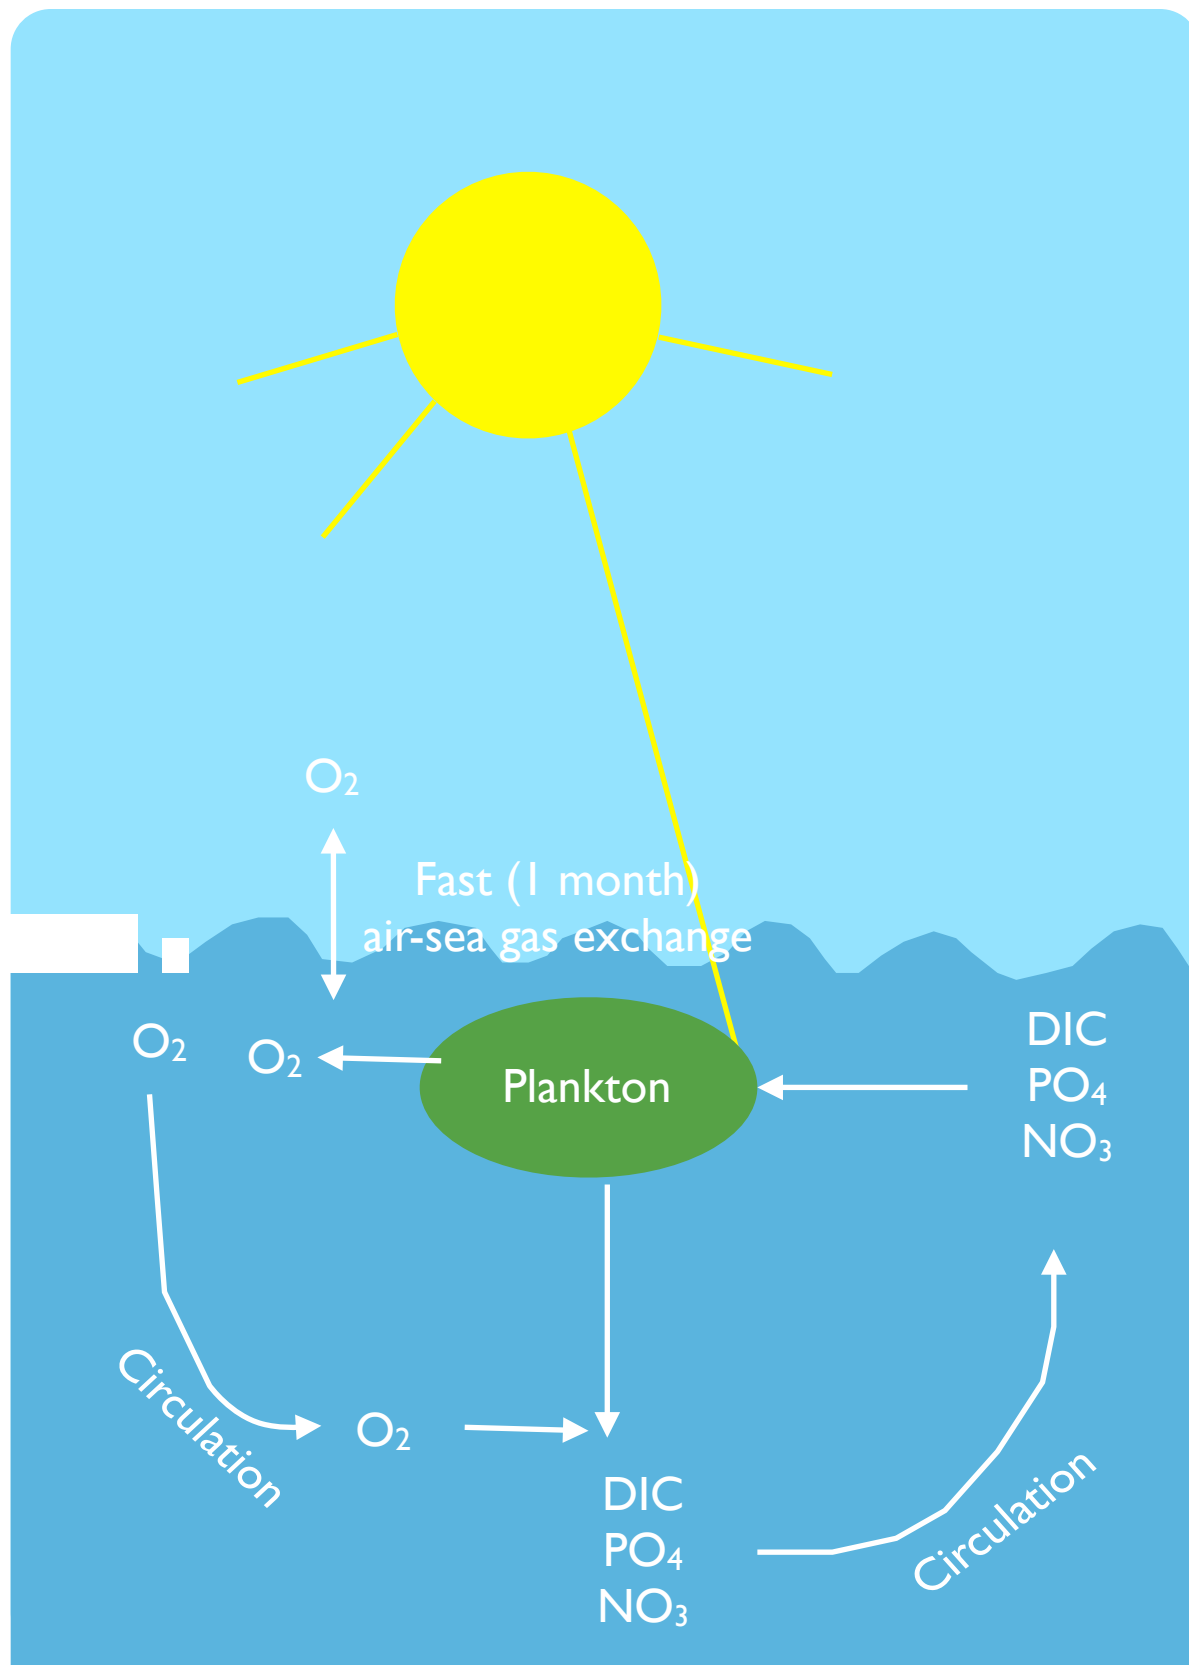 O₂
Fast (1 month)
air-sea gas exchange
O₂
O₂
Plankton
DIC
PO₄
NO₃
Circulation
O₂
DIC
PO₄
NO₃
Circulation